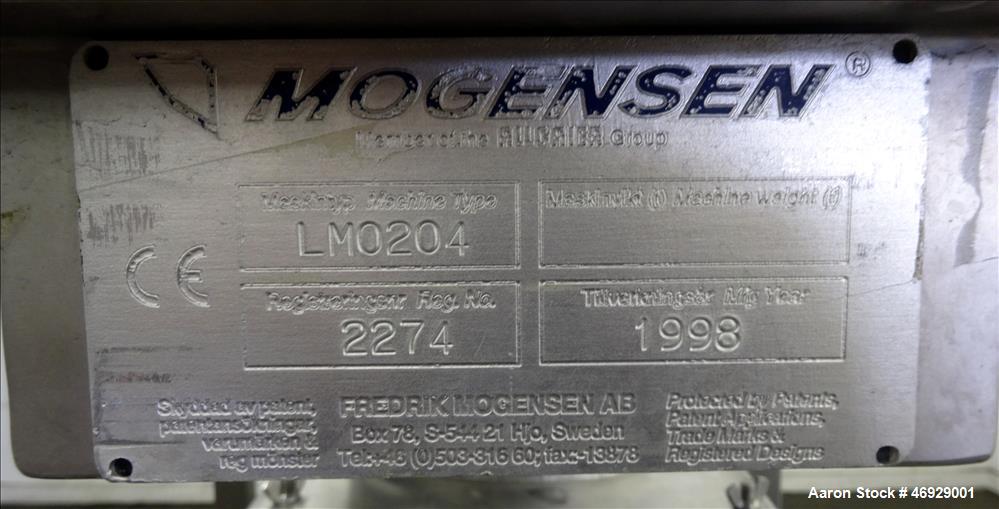 MOGENSEN ®
Member of the Group
Maskintyp Machine Type
LM0204
Maskinvikt (t) Machine weight (t)
CE
Registreringsnr Reg. No.
2274
Tillverkningsår Mfg Year
1998
Skyddad av patent,
patentansökningar,
varumärken &
reg mönster
FREDRIK MOGENSEN AB
Box 78, S-544 21 Hjo, Sweden
Tel:+46 (0)503-316 60; fax:-13878
Protected by Patents,
Patent Applications,
Trade Marks &
Registered Designs
Aaron Stock # 46929001